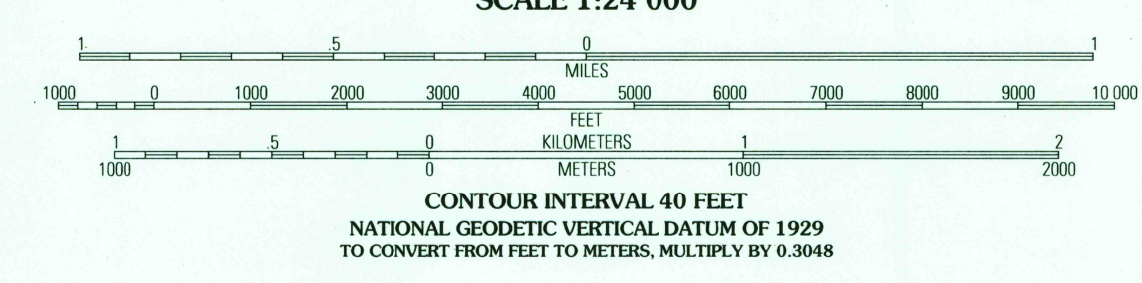 SCALE 1:24 000
1 .5 0 1
MILES
1000 0 1000 2000 3000 4000 5000 6000 7000 8000 9000 10 000
FEET
1 .5 0 KILOMETERS 1 2
1000 0 METERS 1000 2000
CONTOUR INTERVAL 40 FEET
NATIONAL GEODETIC VERTICAL DATUM OF 1929
TO CONVERT FROM FEET TO METERS, MULTIPLY BY 0.3048